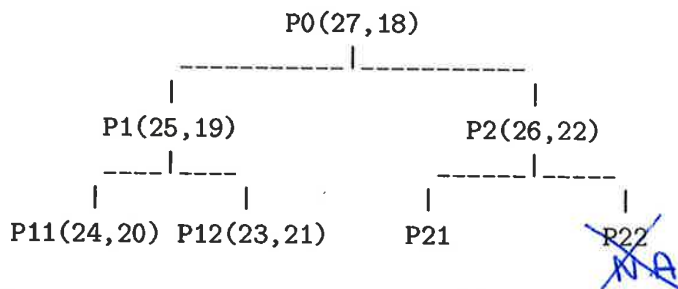 P0(27,18)
P1(25,19) P2(26,22)
P11(24,20) P12(23,21) P21 P22
NA